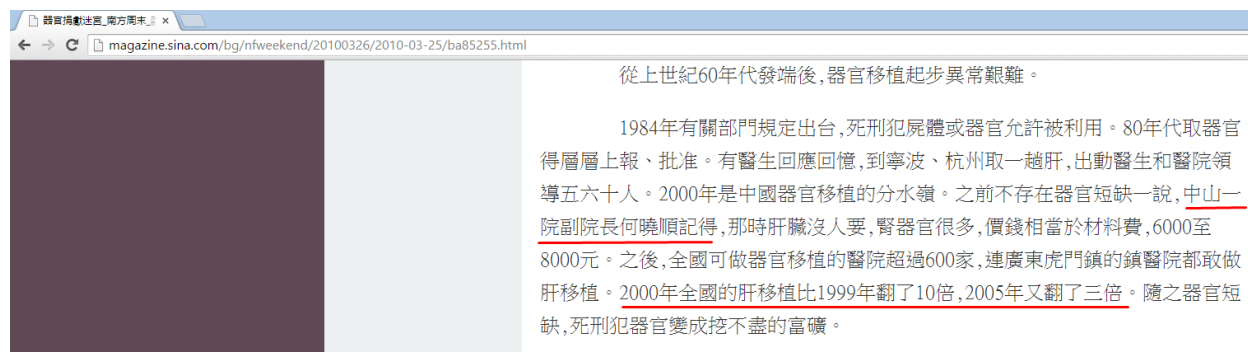 器官捐獻迷宮_南方周末_
magazine.sina.com/bg/nfweekend/20100326/2010-03-25/ba85255.html
從上世紀60年代發端後,器官移植起步異常艱難。
1984年有關部門規定出台,死刑犯屍體或器官允許被利用。80年代取器官
得層層上報、批准。有醫生回應回憶,到寧波、杭州取一趟肝,出動醫生和醫院領
導五六十人。2000年是中國器官移植的分水嶺。之前不存在器官短缺一說,中山一
院副院長何曉順記得,那時肝臟沒人要,腎器官很多,價錢相當於材料費,6000至
8000元。之後,全國可做器官移植的醫院超過600家,連廣東虎門鎮的鎮醫院都敢做
肝移植。2000年全國的肝移植比1999年翻了10倍,2005年又翻了三倍。隨之器官短
缺,死刑犯器官變成挖不盡的富礦。